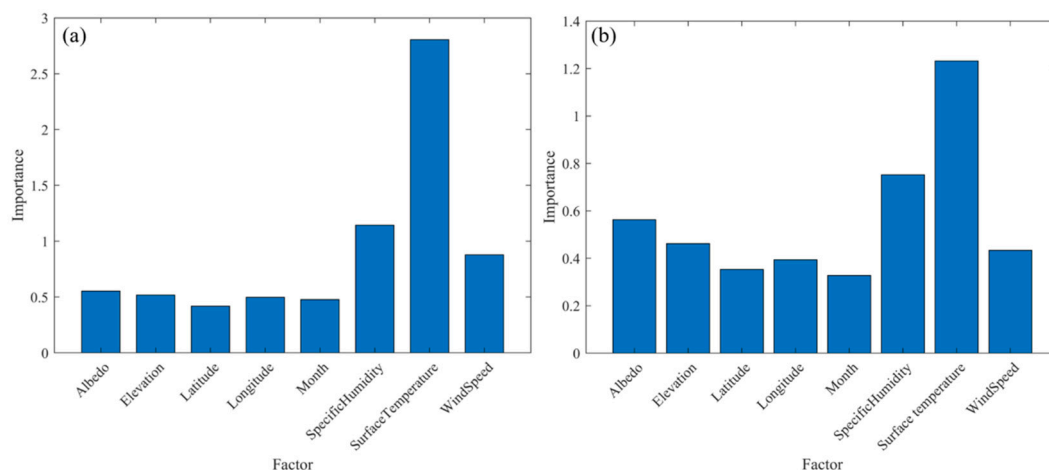 (a)
3
2.5
2
1.5
1
0.5
0
Importance
Albedo
Elevation
Latitude
Longitude
Month
SpecificHumidity
SurfaceTemperature
WindSpeed
Factor
(b)
1.4
1.2
1
0.8
0.6
0.4
0.2
0
Importance
Albedo
Elevation
Latitude
Longitude
Month
SpecificHumidity
Surface temperature
WindSpeed
Factor